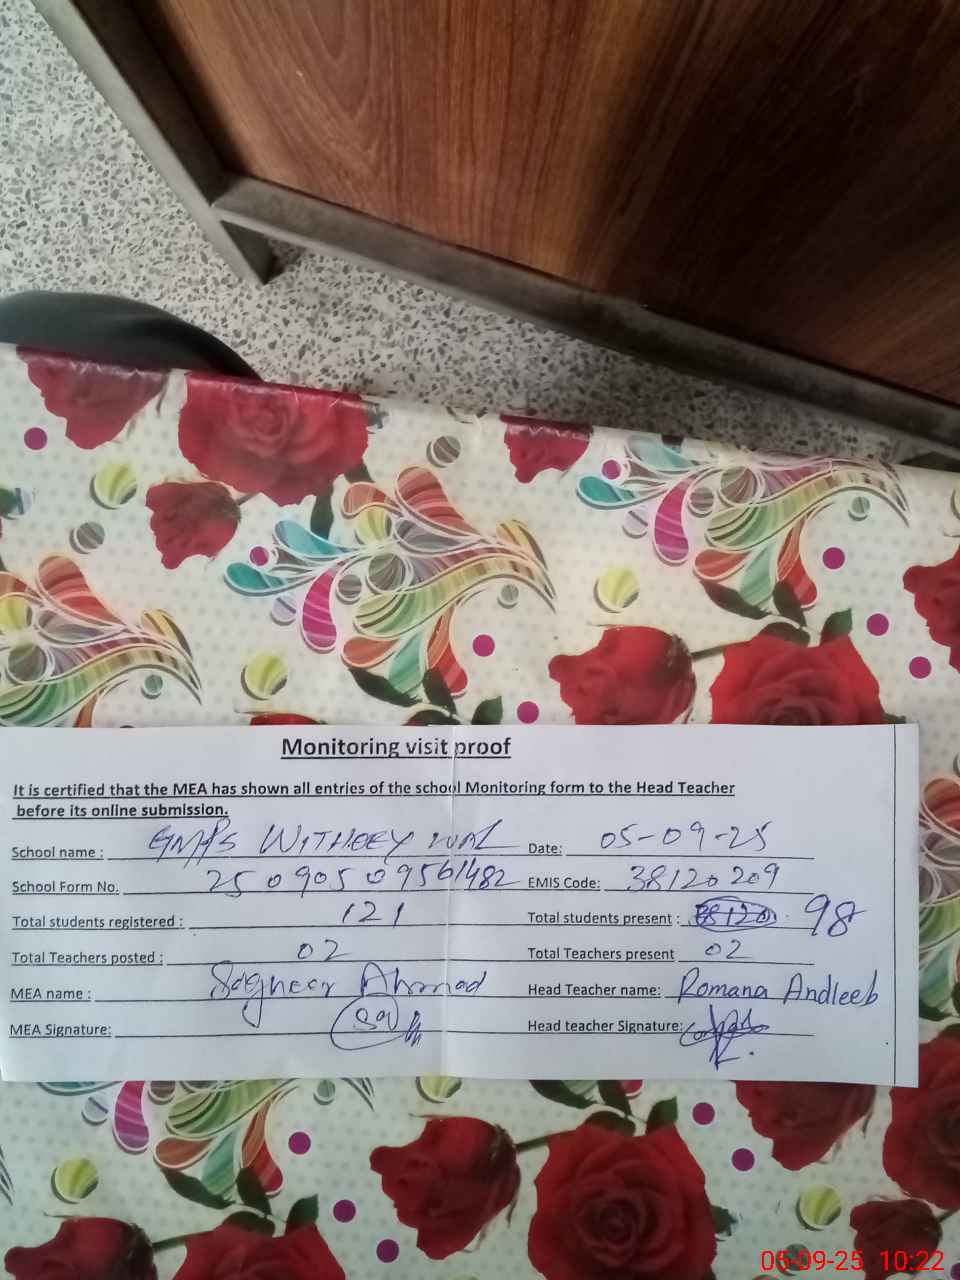 Monitoring visit proof
It is certified that the MEA has shown all entries of the school Monitoring form to the Head Teacher
before its online submission.
School name : GMPS WITHOEY WAL Date: 05-09-25
School Form No. 25090509561482 EMIS Code: 38120209
Total students registered : 121 Total students present : 98
Total Teachers posted : 02 Total Teachers present 02
MEA name : Sagheer Ahmad Head Teacher name: Romana Andleeb
MEA Signature: Head teacher Signature:
05-09-25 10:22